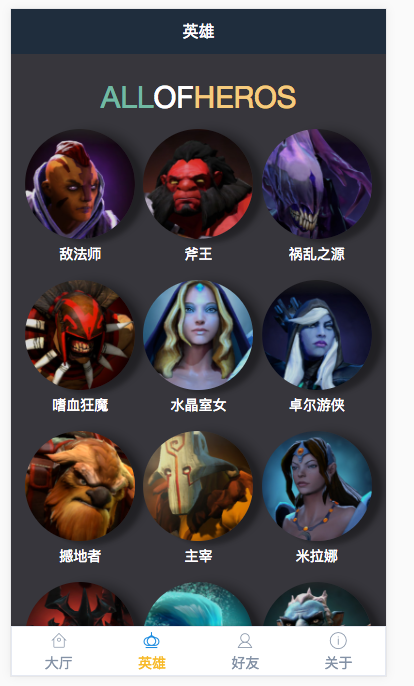 英雄
ALLOFHEROS
敌法师 斧王 祸乱之源
嗜血狂魔 水晶室女 卓尔游侠
撼地者 主宰 米拉娜
大厅 英雄 好友 关于